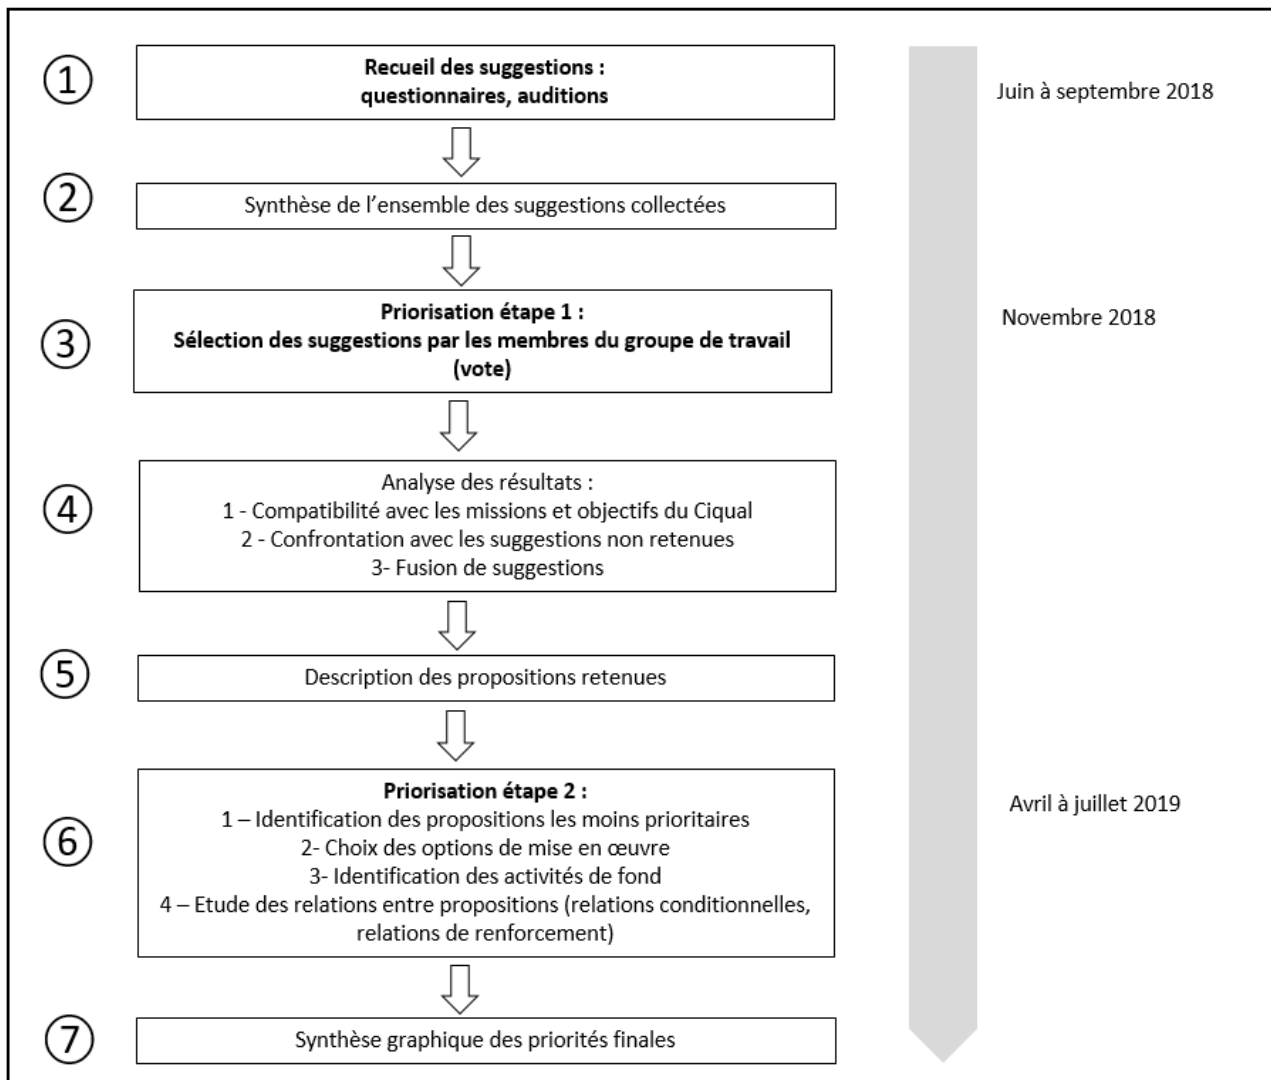 1
Recueil des suggestions :
questionnaires, auditions
Juin à septembre 2018
2
Synthèse de l’ensemble des suggestions collectées
3
Priorisation étape 1 :
Sélection des suggestions par les membres du groupe de travail
(vote)
Novembre 2018
4
Analyse des résultats :
1 - Compatibilité avec les missions et objectifs du Ciqual
2 - Confrontation avec les suggestions non retenues
3- Fusion de suggestions
5
Description des propositions retenues
6
Priorisation étape 2 :
1 – Identification des propositions les moins prioritaires
2- Choix des options de mise en œuvre
3- Identification des activités de fond
4 – Etude des relations entre propositions (relations conditionnelles,
relations de renforcement)
Avril à juillet 2019
7
Synthèse graphique des priorités finales